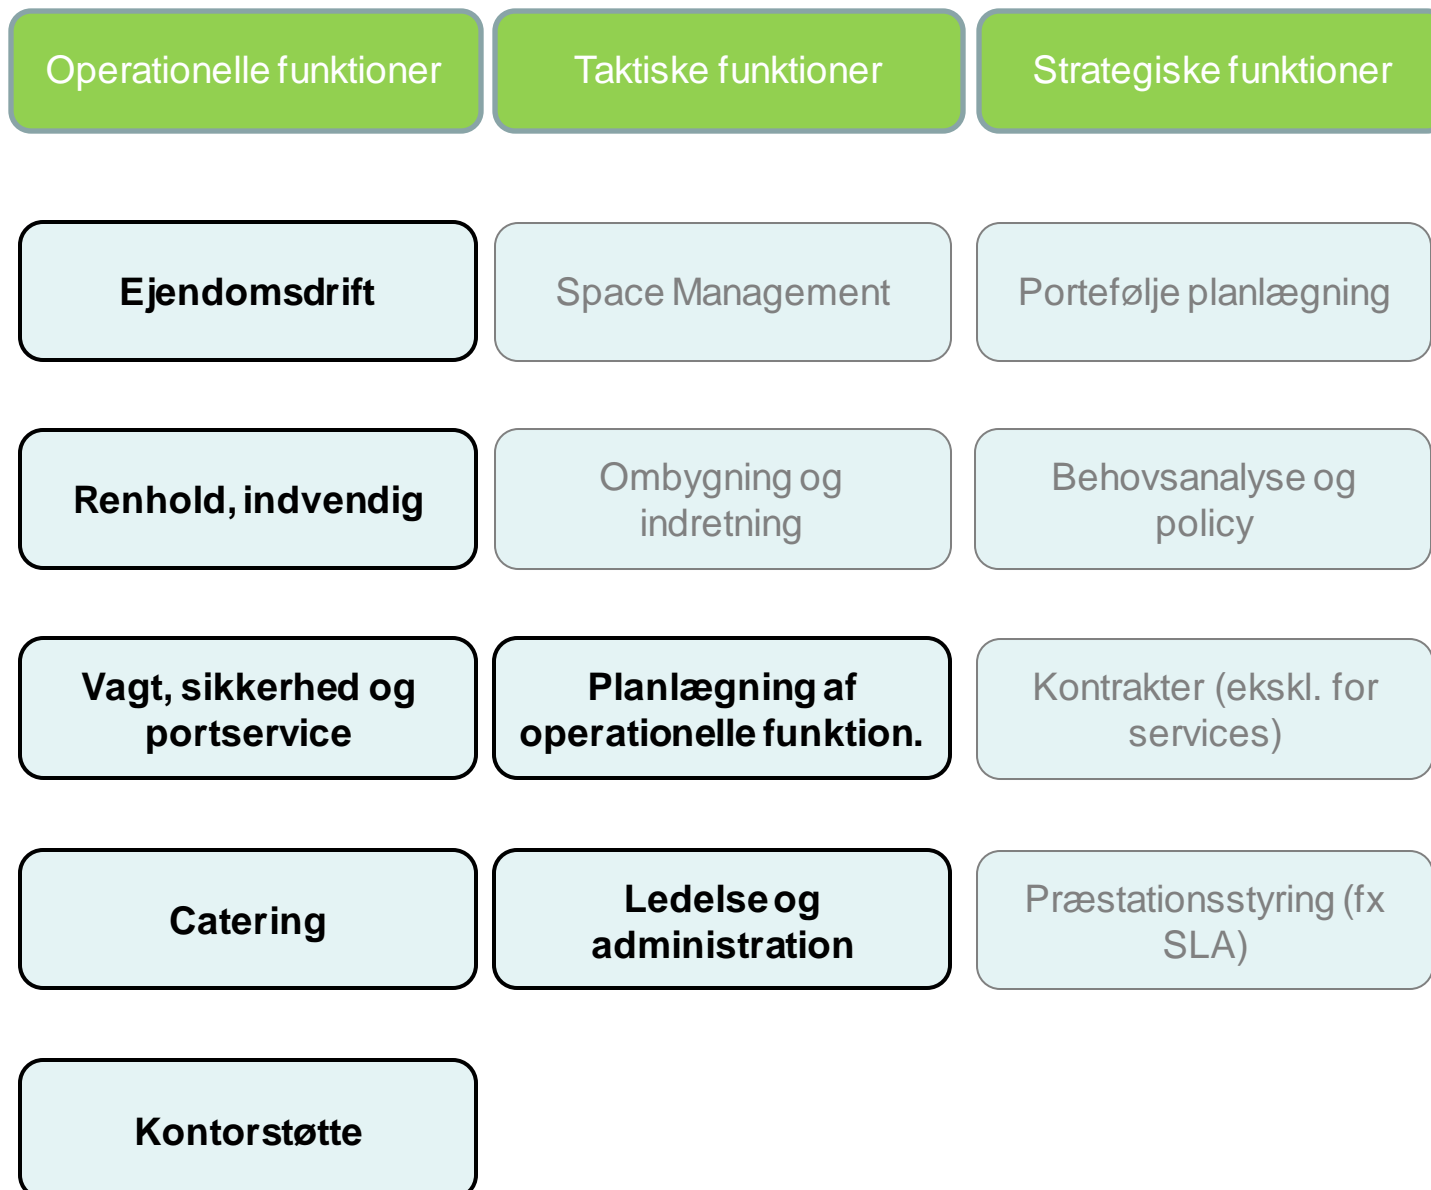 Operationelle funktioner
Taktiske funktioner
Strategiske funktioner
Ejendomsdrift
Space Management
Portefølje planlægning
Renhold, indvendig
Ombygning og
indretning
Behovsanalyse og
policy
Vagt, sikkerhed og
portservice
Planlægning af
operationelle funktion.
Kontrakter (ekskl. for
services)
Catering
Ledelse og
administration
Præstationsstyring (fx
SLA)
Kontorstøtte